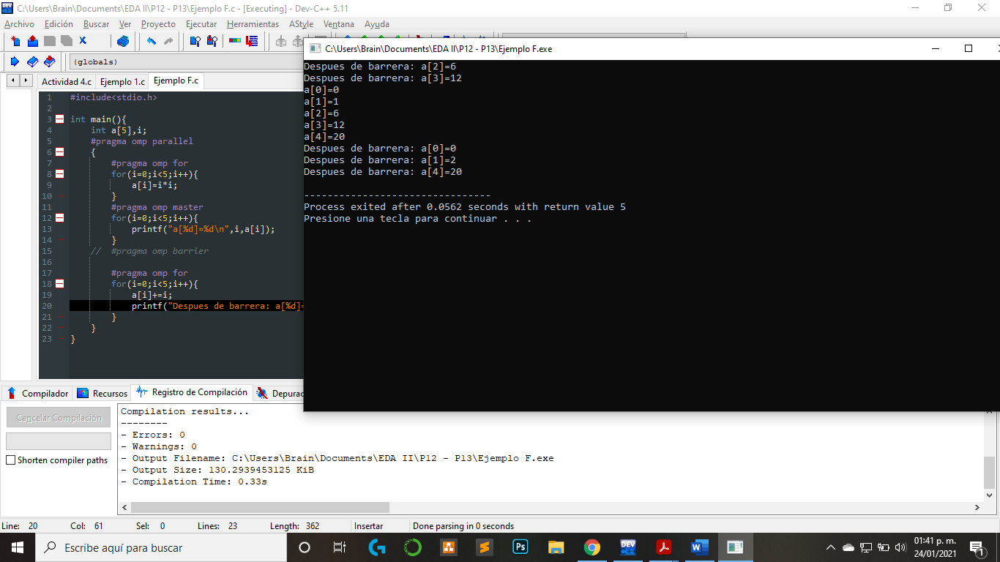 C:\Users\Brain\Documents\EDA II\P12 - P13\Ejemplo F.c - [Executing] - Dev-C++ 5.11
Archivo Edición Buscar Ver Proyecto Ejecutar Herramientas AStyle Ventana Ayuda
(globals)
Actividad 4.c Ejemplo 1.c Ejemplo F.c
1 #include<stdio.h>
2
3 int main(){
4 int a[5],i;
5 #pragma omp parallel
6 {
7 #pragma omp for
8 for(i=0;i<5;i++){
9 a[i]=i*i;
10 }
11 #pragma omp master
12 for(i=0;i<5;i++){
13 printf("a[%d]=%d\n",i,a[i]);
14 }
15 // #pragma omp barrier
16
17 #pragma omp for
18 for(i=0;i<5;i++){
19 a[i]+=i;
20 printf("Despues de barrera: a[%d]=
21 }
22 }
23 }
C:\Users\Brain\Documents\EDA II\P12 - P13\Ejemplo F.exe
Despues de barrera: a[2]=6
Despues de barrera: a[3]=12
a[0]=0
a[1]=1
a[2]=6
a[3]=12
a[4]=20
Despues de barrera: a[0]=0
Despues de barrera: a[1]=2
Despues de barrera: a[4]=20
--------------------------------
Process exited after 0.0562 seconds with return value 5
Presione una tecla para continuar . . .
Compilador Recursos Registro de Compilación Depurac
Cancelar Compilación
Shorten compiler paths
Compilation results...
--------
- Errors: 0
- Warnings: 0
- Output Filename: C:\Users\Brain\Documents\EDA II\P12 - P13\Ejemplo F.exe
- Output Size: 130.2939453125 KiB
- Compilation Time: 0.33s
Line: 20 Col: 61 Sel: 0 Lines: 23 Length: 362 Insertar Done parsing in 0 seconds
Escribe aquí para buscar
Ps
DEV
W
01:41 p. m.
24/01/2021
1